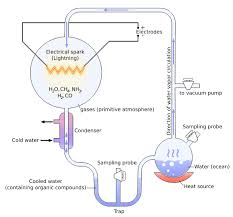 +
-
Electrodes
Electrical spark
(Lightning)
H₂O, CH₄, NH₃
H₂, CO
gases (primitive atmosphere)
Direction of water vapor circulation
to vacuum pump
Condenser
Cold water
Sampling probe
Sampling probe
Water (ocean)
Cooled water
(containing organic compounds)
Heat source
Trap